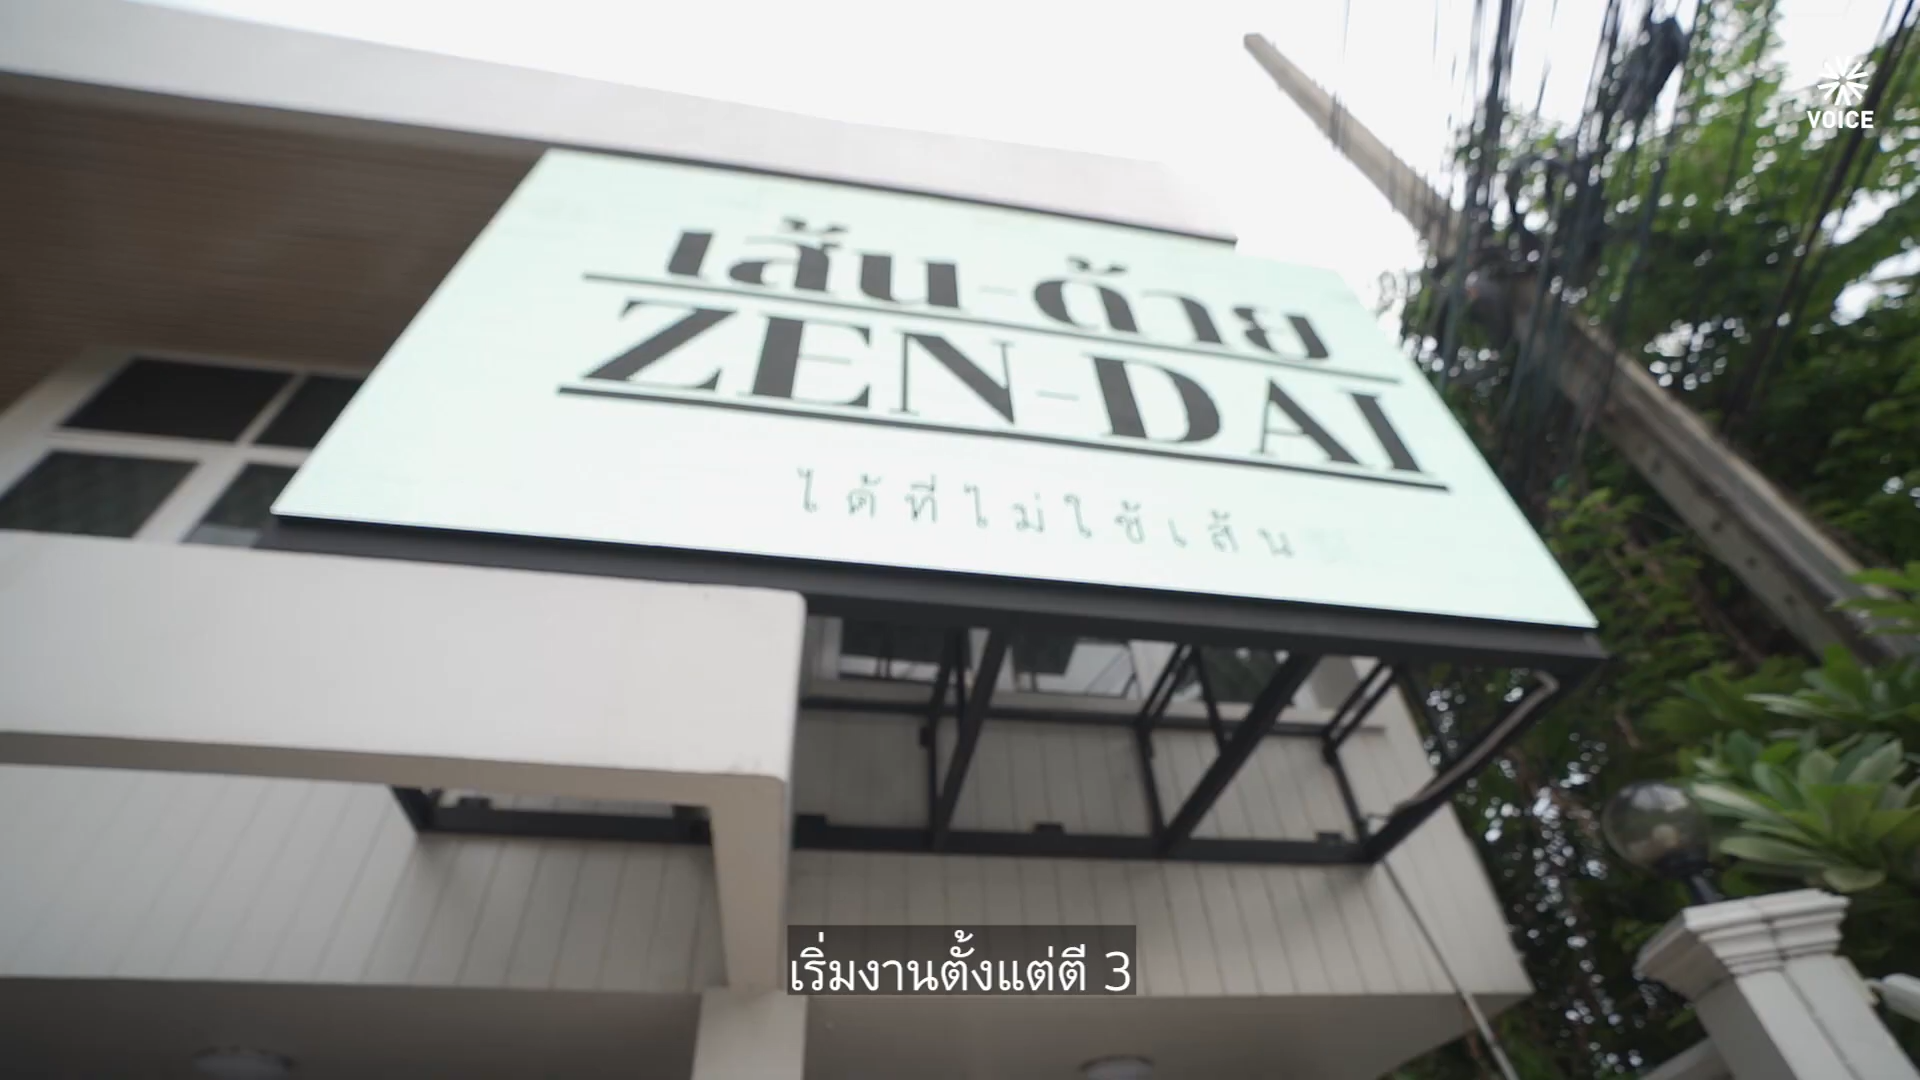 VOICE
เส้น-ด้าย
ZEN-DAI
ได้ที่ไม่ใช้เส้น
เริ่มงานตั้งแต่ตี 3